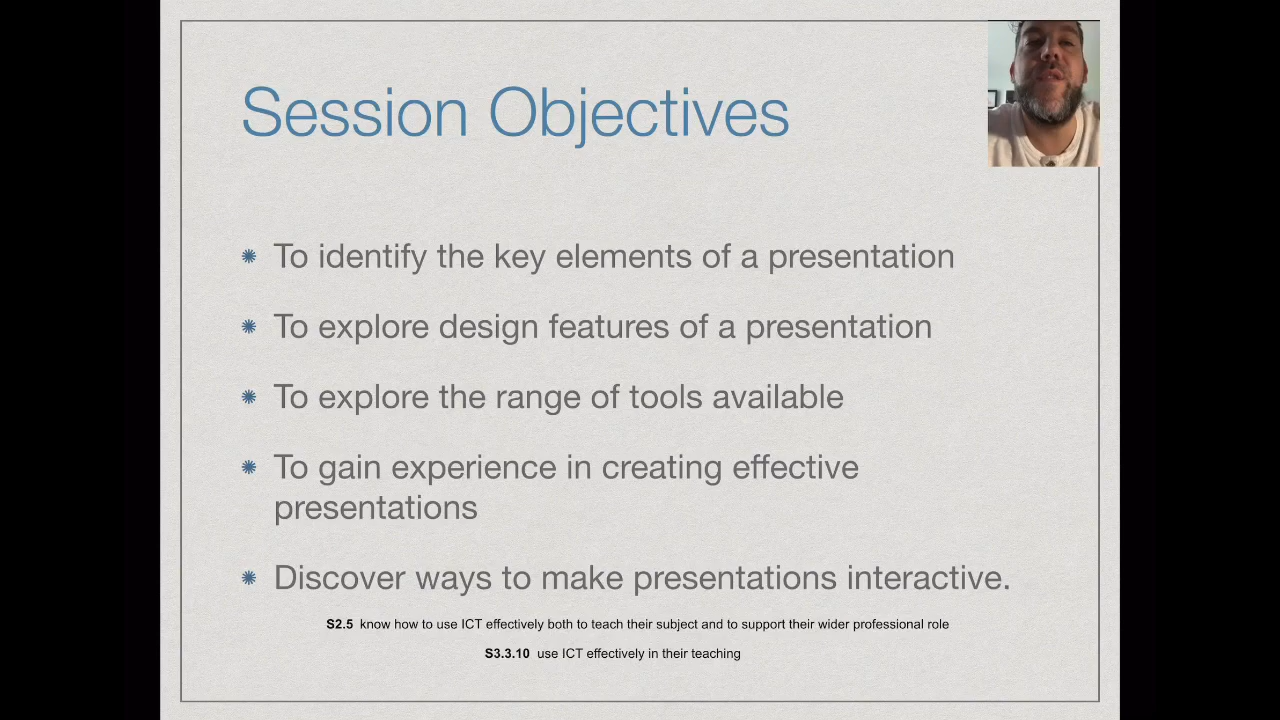 Session Objectives
To identify the key elements of a presentation
To explore design features of a presentation
To explore the range of tools available
To gain experience in creating effective
presentations
Discover ways to make presentations interactive.
S2.5 know how to use ICT effectively both to teach their subject and to support their wider professional role
S3.3.10 use ICT effectively in their teaching